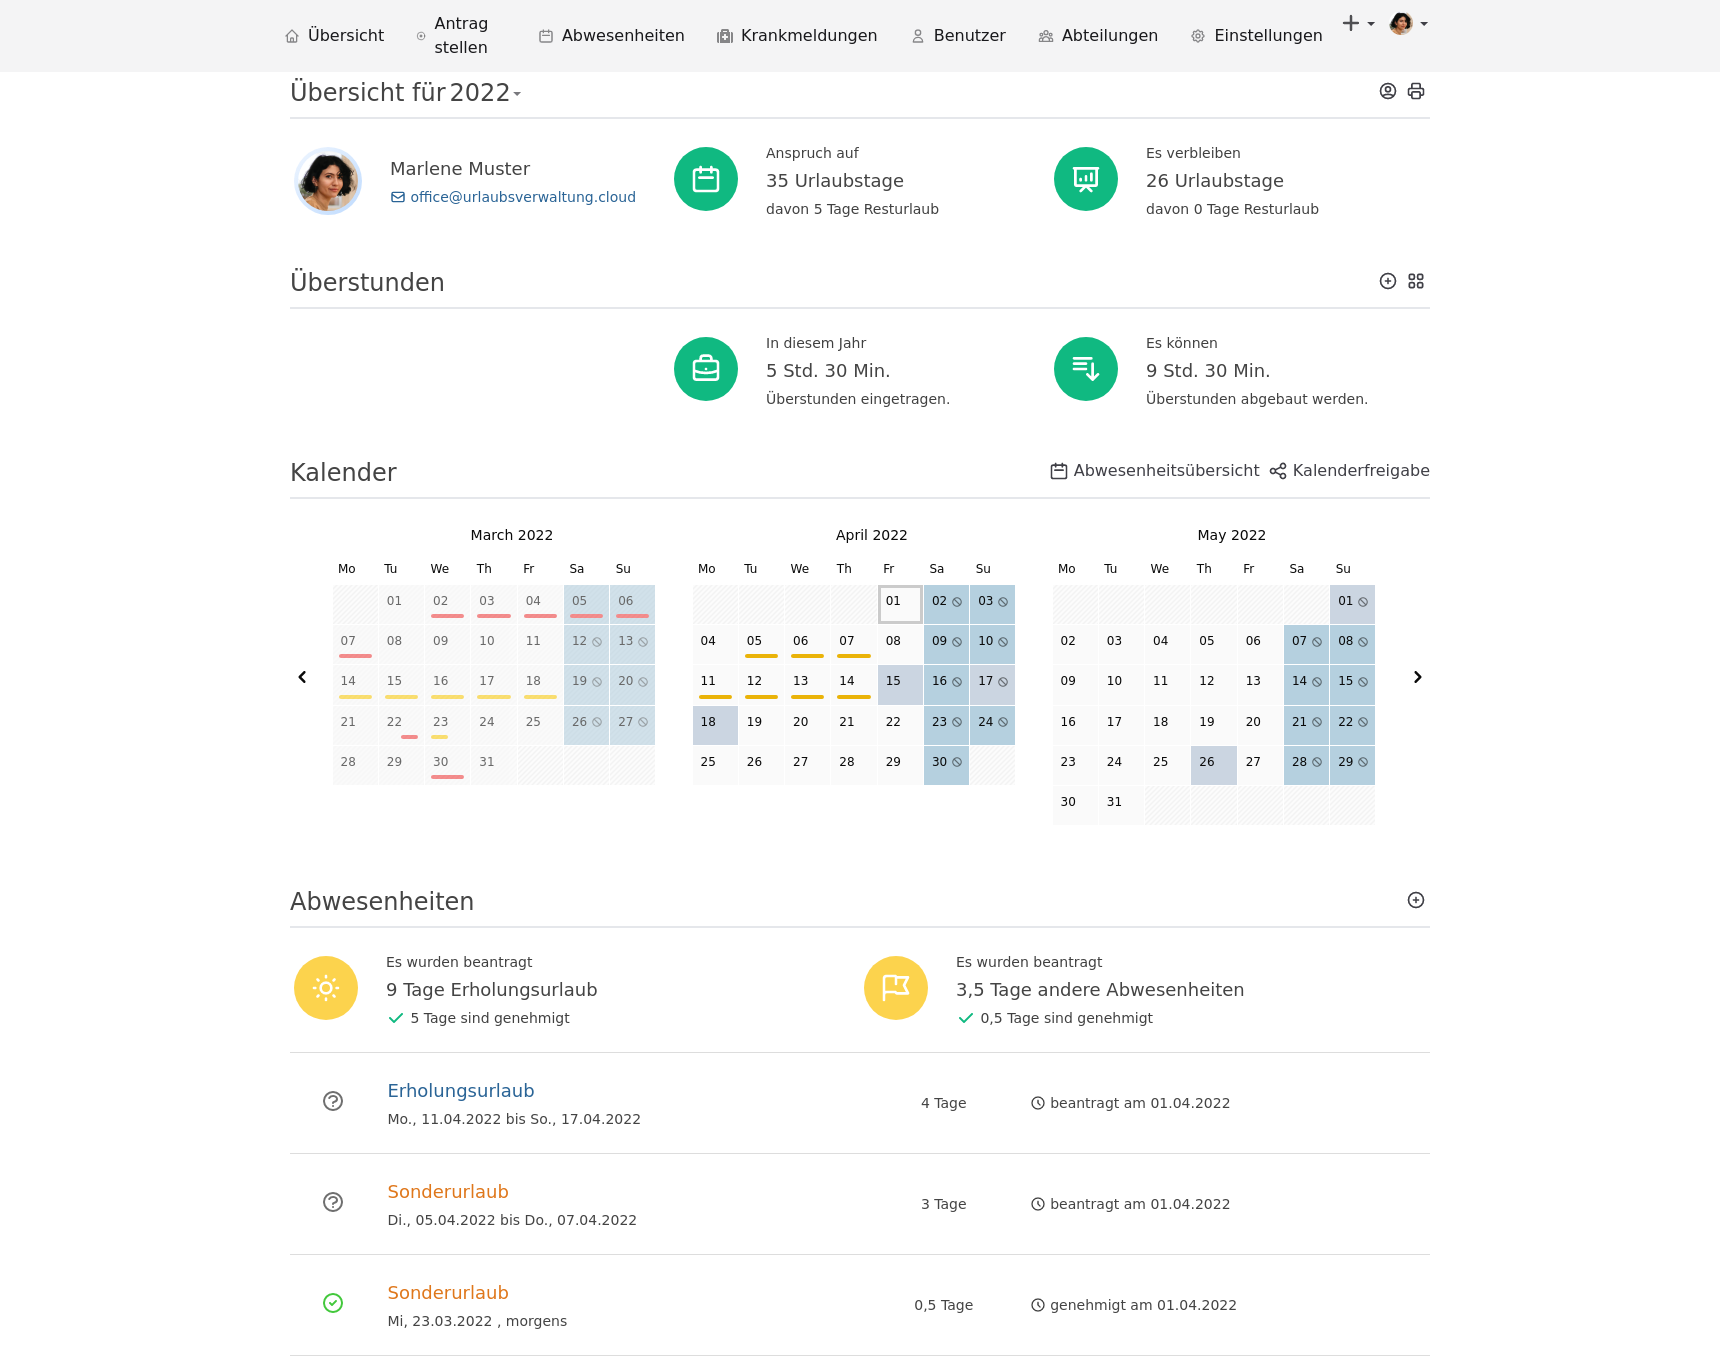 Übersicht
Antrag
stellen
Abwesenheiten
Krankmeldungen
Benutzer
Abteilungen
Einstellungen
Übersicht für 2022
Marlene Muster
office@urlaubsverwaltung.cloud
Anspruch auf
35 Urlaubstage
davon 5 Tage Resturlaub
Es verbleiben
26 Urlaubstage
davon 0 Tage Resturlaub
Überstunden
In diesem Jahr
5 Std. 30 Min.
Überstunden eingetragen.
Es können
9 Std. 30 Min.
Überstunden abgebaut werden.
Kalender
Abwesenheitsübersicht
Kalenderfreigabe
March 2022
Mo Tu We Th Fr Sa Su
01 02 03 04 05 06
07 08 09 10 11 12 13
14 15 16 17 18 19 20
21 22 23 24 25 26 27
28 29 30 31
April 2022
Mo Tu We Th Fr Sa Su
01 02 03
04 05 06 07 08 09 10
11 12 13 14 15 16 17
18 19 20 21 22 23 24
25 26 27 28 29 30
May 2022
Mo Tu We Th Fr Sa Su
01
02 03 04 05 06 07 08
09 10 11 12 13 14 15
16 17 18 19 20 21 22
23 24 25 26 27 28 29
30 31
Abwesenheiten
Es wurden beantragt
9 Tage Erholungsurlaub
5 Tage sind genehmigt
Es wurden beantragt
3,5 Tage andere Abwesenheiten
0,5 Tage sind genehmigt
Erholungsurlaub
Mo., 11.04.2022 bis So., 17.04.2022
4 Tage
beantragt am 01.04.2022
Sonderurlaub
Di., 05.04.2022 bis Do., 07.04.2022
3 Tage
beantragt am 01.04.2022
Sonderurlaub
Mi, 23.03.2022 , morgens
0,5 Tage
genehmigt am 01.04.2022